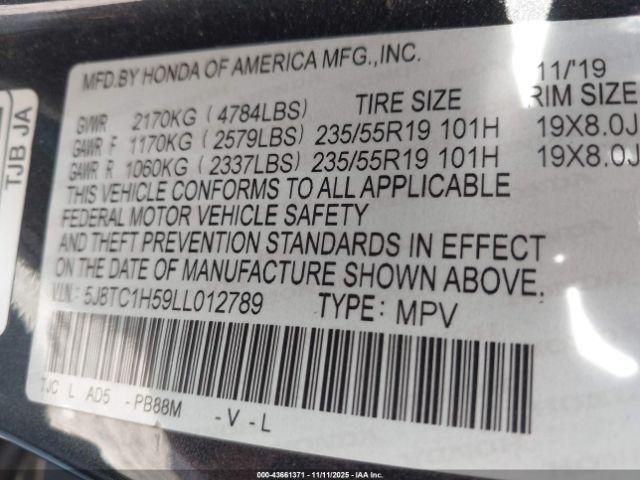 MFD.BY HONDA OF AMERICA MFG.,INC. 11/'19
GVWR 2170KG (4784LBS) TIRE SIZE RIM SIZE
GAWR F 1170KG (2579LBS) 235/55R19 101H 19X8.0J
GAWR R 1060KG (2337LBS) 235/55R19 101H 19X8.0J
THIS VEHICLE CONFORMS TO ALL APPLICABLE
FEDERAL MOTOR VEHICLE SAFETY
AND THEFT PREVENTION STANDARDS IN EFFECT
ON THE DATE OF MANUFACTURE SHOWN ABOVE.
V.I.N.: 5J8TC1H59LL012789 TYPE: MPV
TJC L AD5 -PB88M -V-L
TJB JA
00-43661371 - 11/11/2025 - IAA Inc.